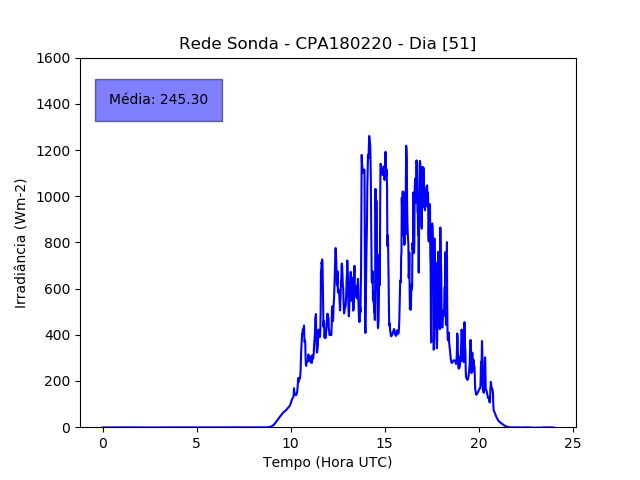 Rede Sonda - CPA180220 - Dia [51]
1600
1400
1200
1000
800
600
400
200
0
Média: 245.30
Irradiância (Wm-2)
0 5 10 15 20 25
Tempo (Hora UTC)